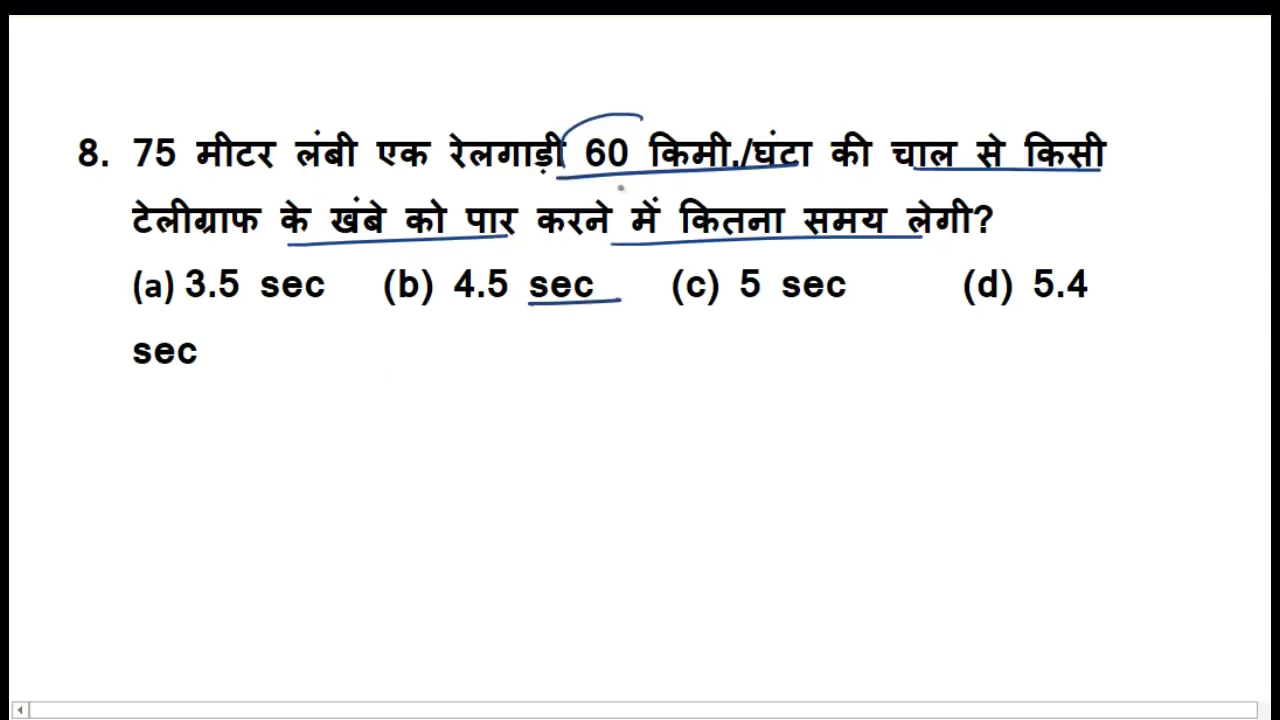 8. 75 मीटर लंबी एक रेलगाड़ी 60 किमी./घंटा की चाल से किसी
टेलीग्राफ के खंबे को पार करने में कितना समय लेगी?
(a) 3.5 sec (b) 4.5 sec (c) 5 sec (d) 5.4
sec